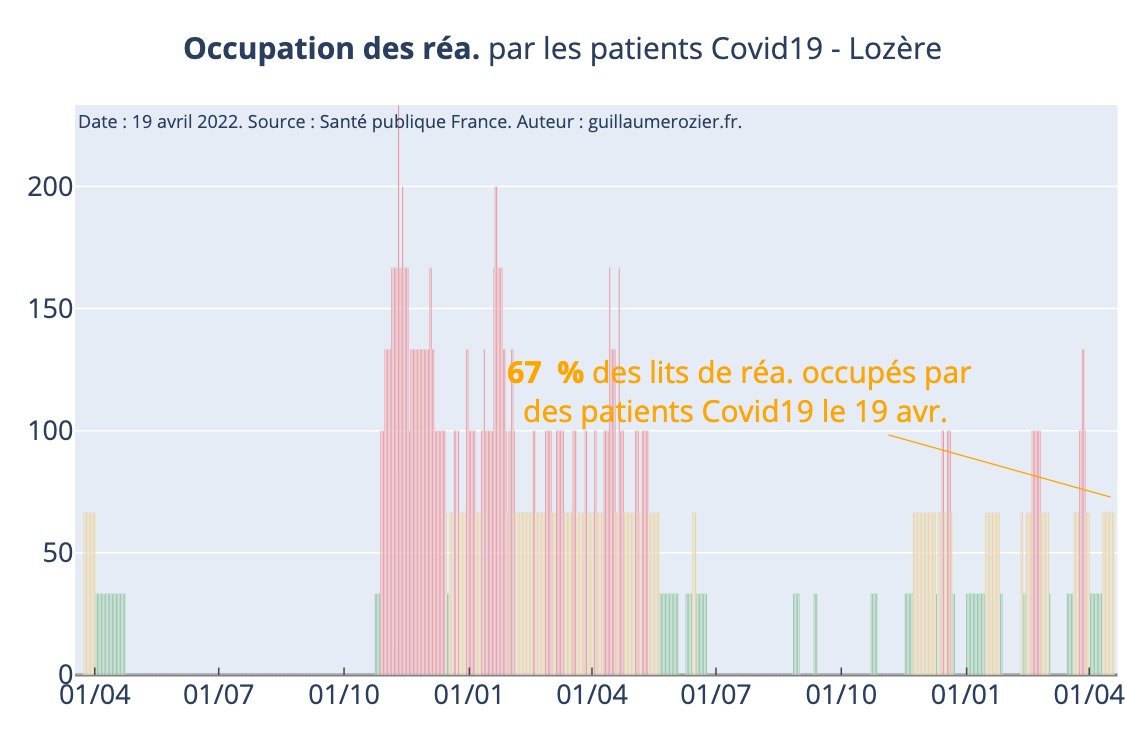 Occupation des réa. par les patients Covid19 - Lozère
Date : 19 avril 2022. Source : Santé publique France. Auteur : guillaumerozier.fr.
200
150
67 % des lits de réa. occupés par
des patients Covid19 le 19 avr.
100
50
0
01/04 01/07 01/10 01/01 01/04 01/07 01/10 01/01 01/04